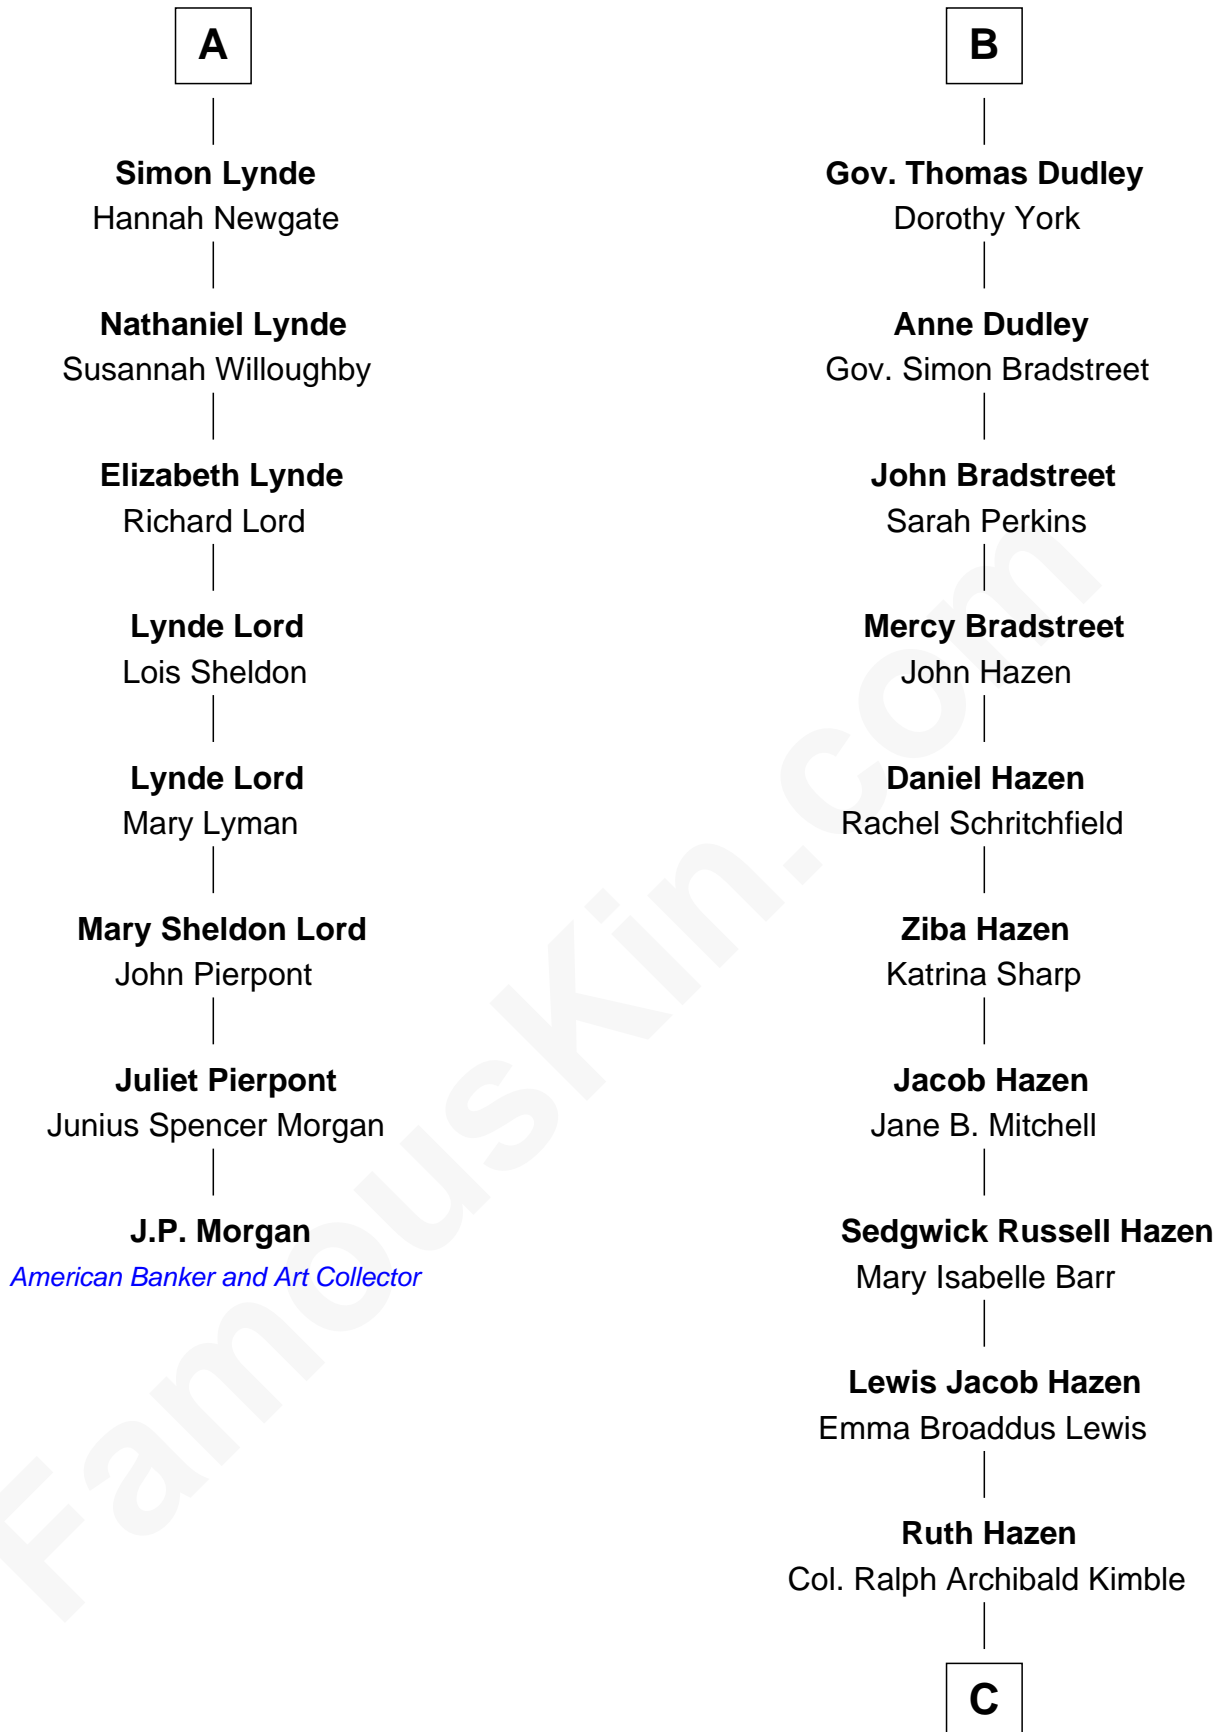 A
Simon Lynde
Hannah Newgate
Nathaniel Lynde
Susannah Willoughby
Elizabeth Lynde
Richard Lord
Lynde Lord
Lois Sheldon
Lynde Lord
Mary Lyman
Mary Sheldon Lord
John Pierpont
Juliet Pierpont
Junius Spencer Morgan
J.P. Morgan
American Banker and Art Collector
B
Gov. Thomas Dudley
Dorothy York
Anne Dudley
Gov. Simon Bradstreet
John Bradstreet
Sarah Perkins
Mercy Bradstreet
John Hazen
Daniel Hazen
Rachel Schritchfield
Ziba Hazen
Katrina Sharp
Jacob Hazen
Jane B. Mitchell
Sedgwick Russell Hazen
Mary Isabelle Barr
Lewis Jacob Hazen
Emma Broaddus Lewis
Ruth Hazen
Col. Ralph Archibald Kimble
C
FamousKin.com